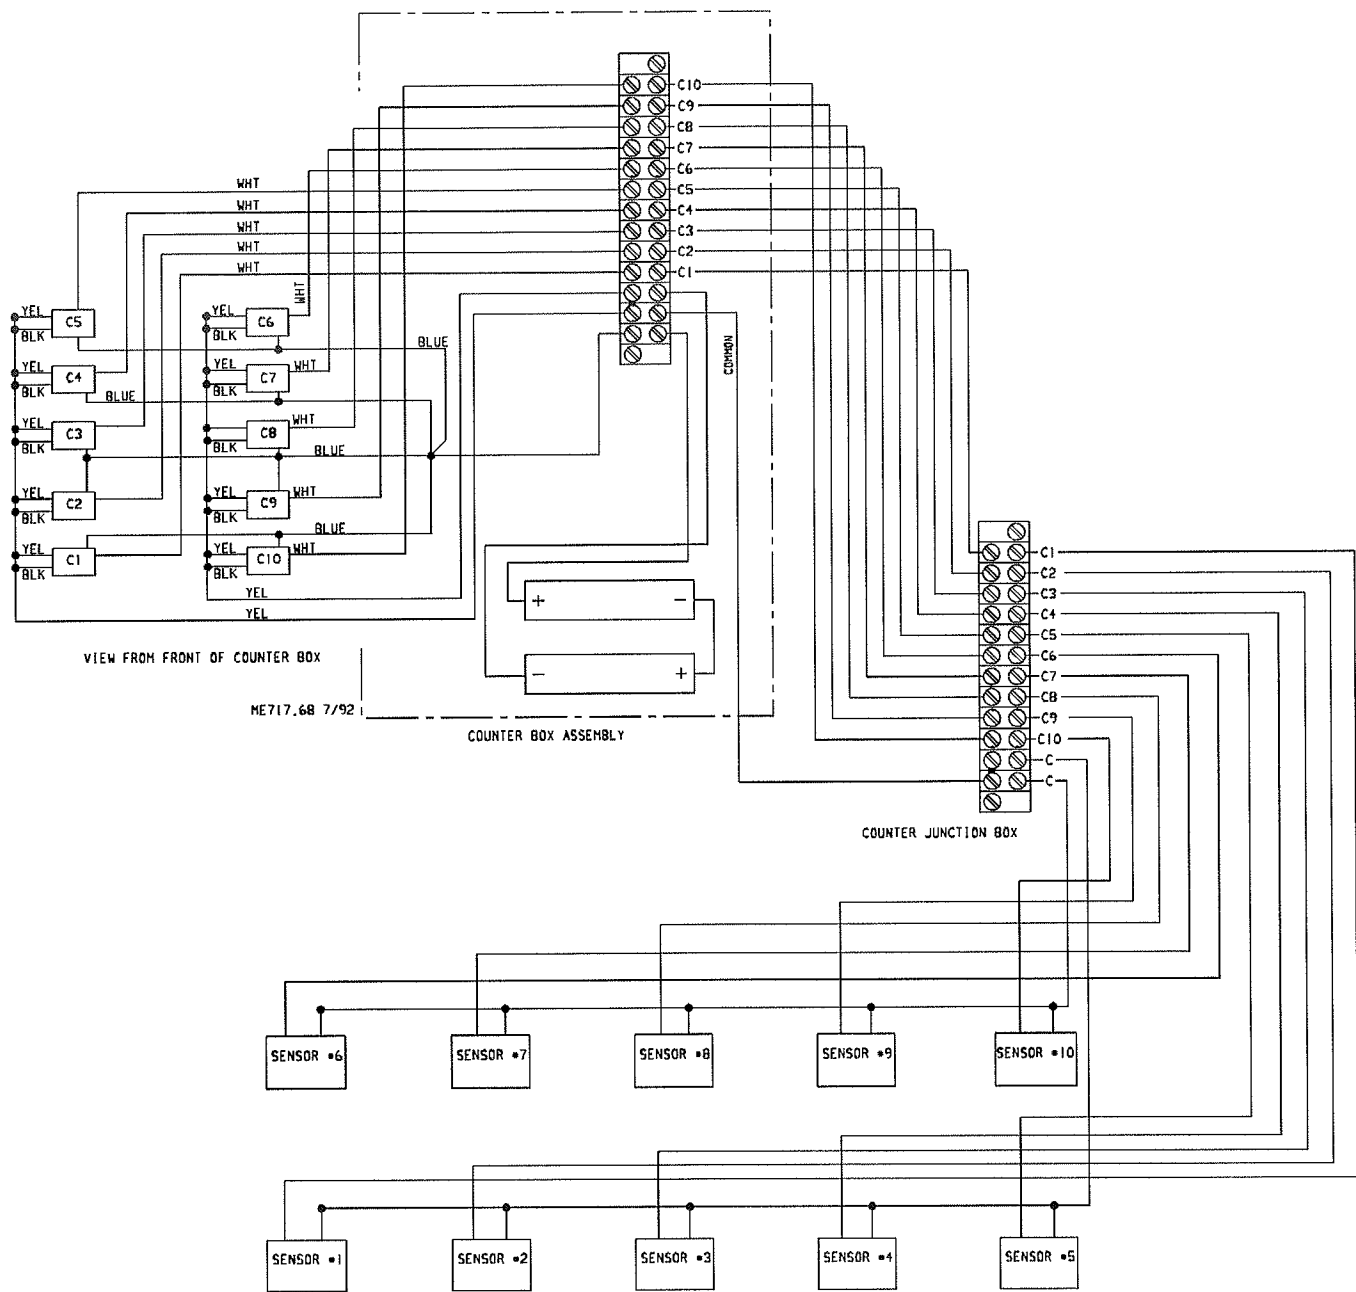 C10
C9
C8
C7
C6
WHT C5
WHT C4
WHT C3
WHT C2
WHT C1
WHT
YEL C5 YEL C6
BLK BLK BLUE
COMMON
YEL C4 YEL C7 WHT
BLK BLUE BLK
YEL C3 C8 WHT
BLK BLK BLUE
YEL C2 YEL C9 WHT
BLK BLK
BLUE
YEL C1 YEL C10 WHT
BLK BLK
YEL
YEL
+ −
− +
VIEW FROM FRONT OF COUNTER BOX
ME717.68 7/92
COUNTER BOX ASSEMBLY
C1
C2
C3
C4
C5
C6
C7
C8
C9
C10
C
C
COUNTER JUNCTION BOX
SENSOR #6 SENSOR #7 SENSOR #8 SENSOR #9 SENSOR #10
SENSOR #1 SENSOR #2 SENSOR #3 SENSOR #4 SENSOR #5